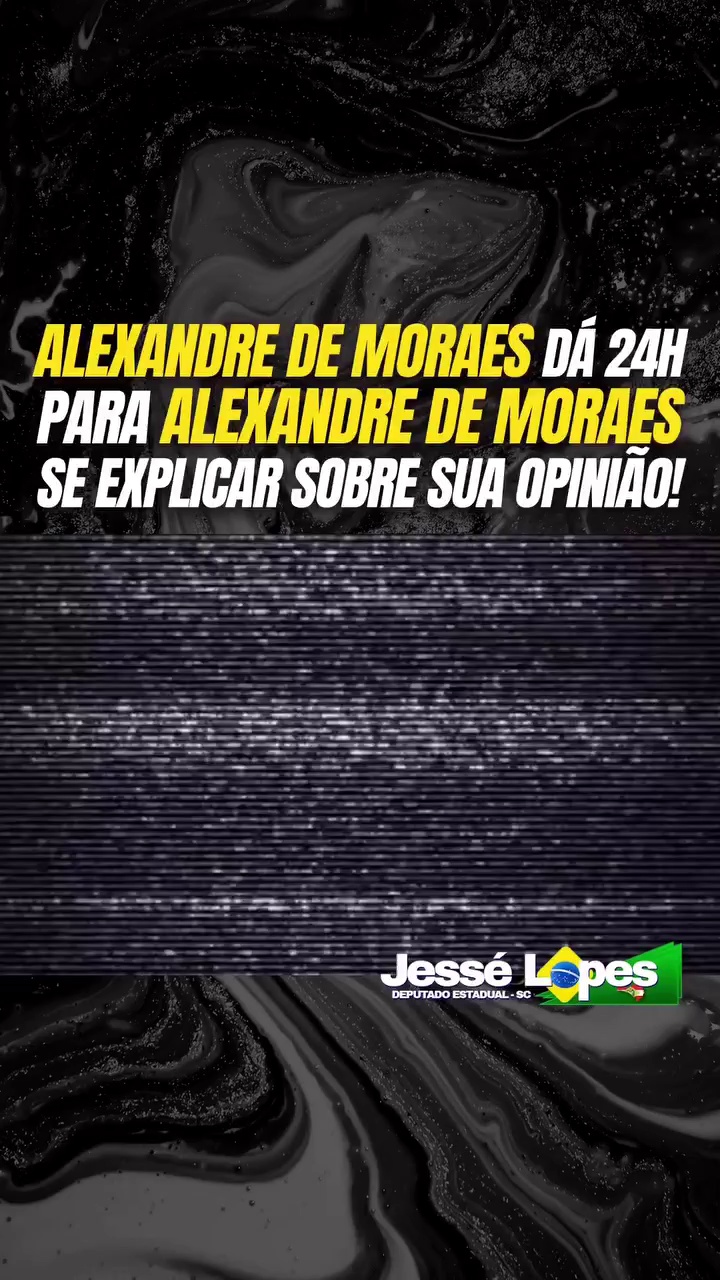 ALEXANDRE DE MORAES DÁ 24H
PARA ALEXANDRE DE MORAES
SE EXPLICAR SOBRE SUA OPINIÃO!
Jessé Lopes
DEPUTADO ESTADUAL - SC